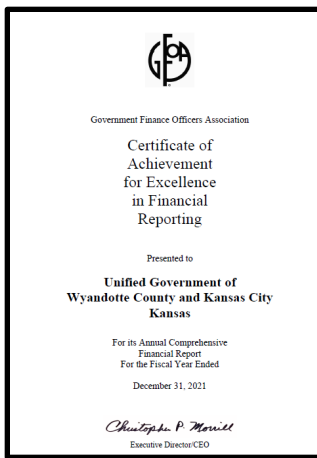 GFOA
Government Finance Officers Association
Certificate of
Achievement
for Excellence
in Financial
Reporting
Presented to
Unified Government of
Wyandotte County and Kansas City
Kansas
For its Annual Comprehensive
Financial Report
For the Fiscal Year Ended
December 31, 2021
Christopher P. Morrill
Executive Director/CEO